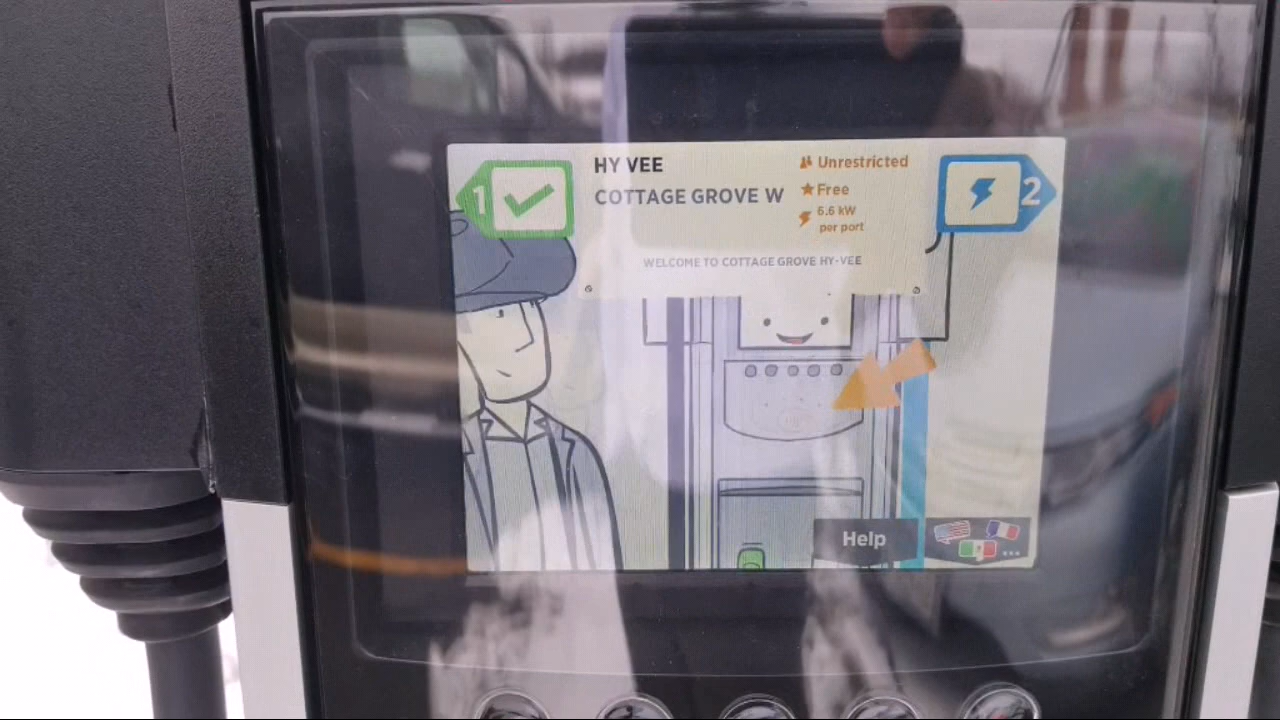 1
HY VEE
COTTAGE GROVE W
Unrestricted
Free
6.6 kW
per port
2
WELCOME TO COTTAGE GROVE HY-VEE
Help
...